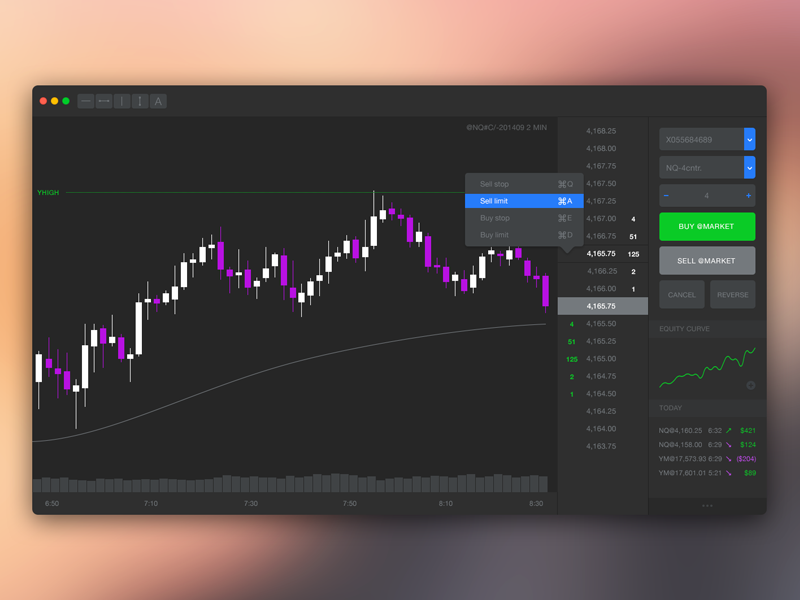 A
@NQ#C/-201409 2 MIN
YHIGH
Sell stop ⌘Q
Sell limit ⌘A
Buy stop ⌘E
Buy limit ⌘D
6:50 7:10 7:30 7:50 8:10 8:30
4,168.25
4,168.00
4,167.75
4,167.50
4,167.25
4,167.00 4
4,166.75 51
4,165.75 125
4,166.25 2
4,166.00 1
4,165.75
4 4,165.50
51 4,165.25
125 4,165.00
2 4,164.75
1 4,164.50
4,164.25
4,164.00
4,163.75
X055684689
NQ-4cntr.
− 4 +
BUY @MARKET
SELL @MARKET
CANCEL REVERSE
EQUITY CURVE
TODAY
NQ@4,160.25 6:32 ↗ $421
NQ@4,158.00 6:29 ↘ $124
YM@17,573.93 6:29 ↘ ($204)
YM@17,601.01 5:21 ↘ $89